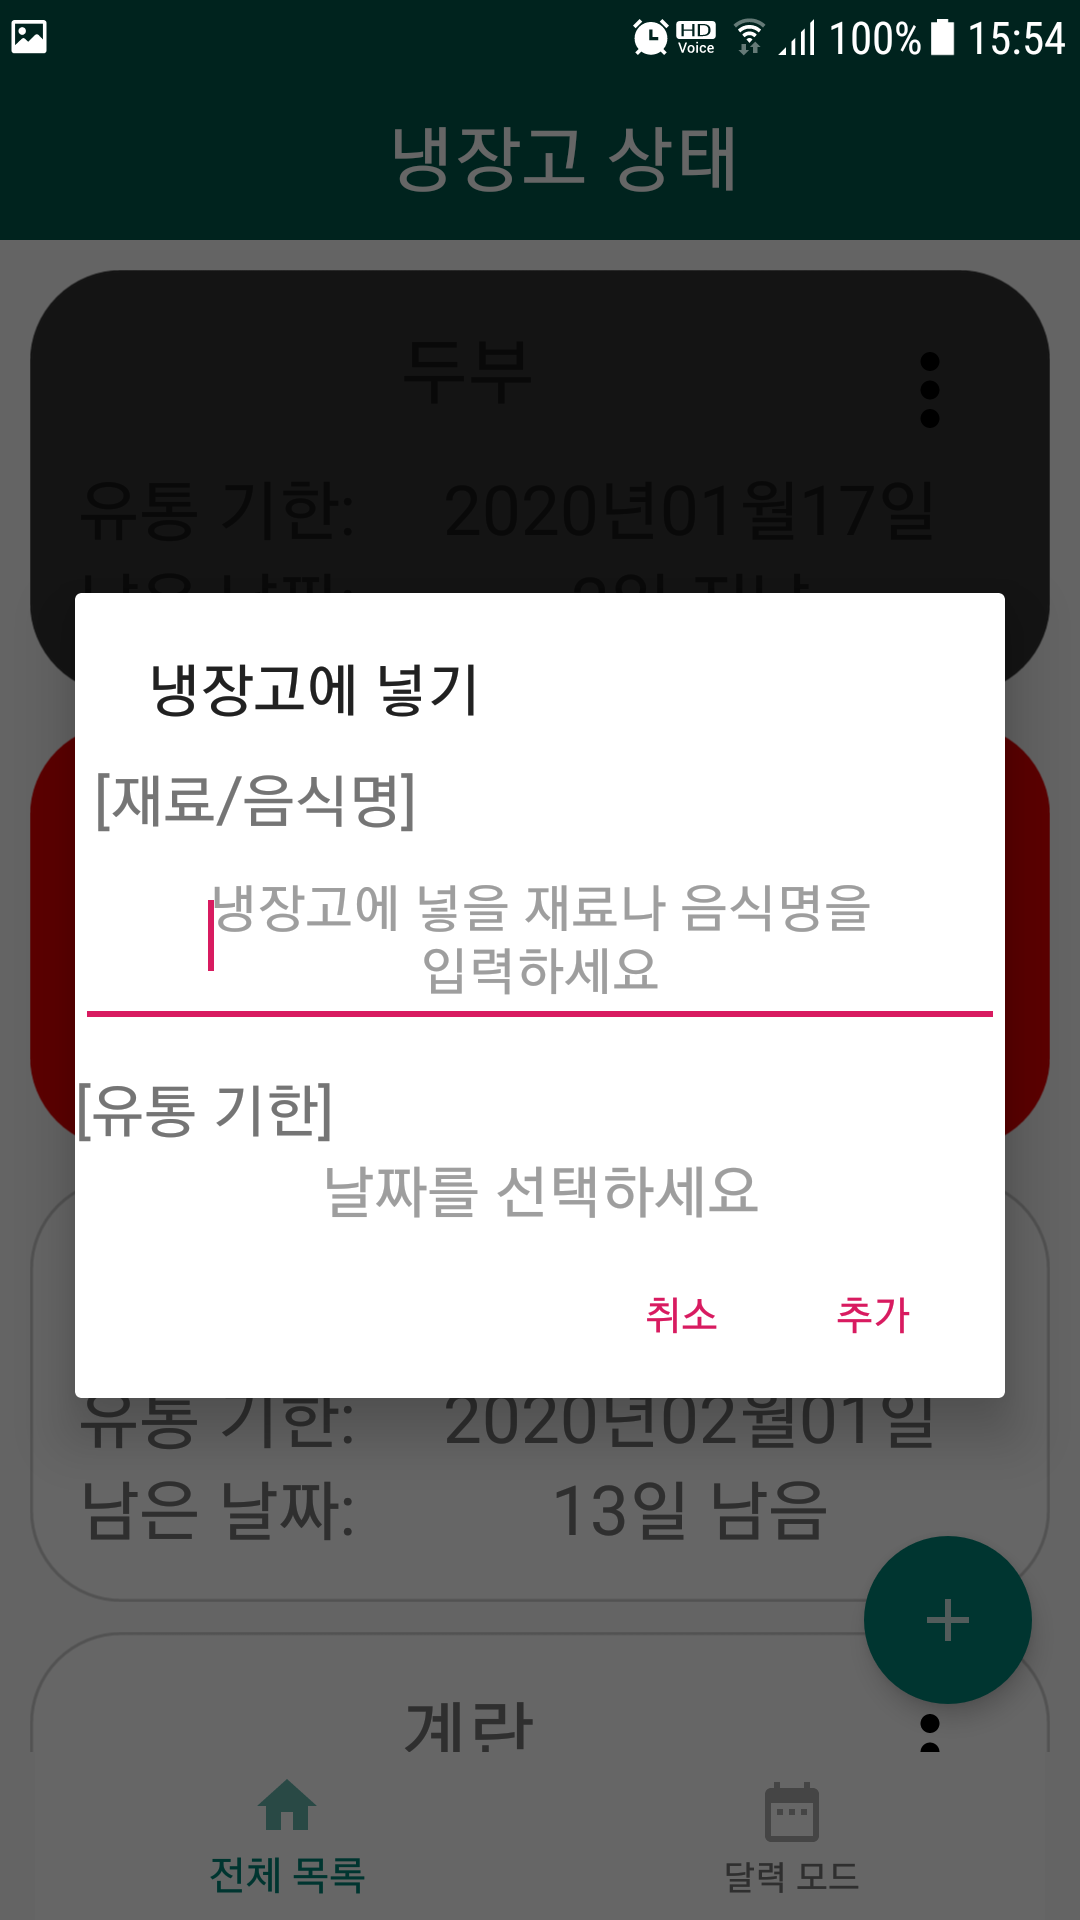 HD Voice 100% 15:54
냉장고 상태
두부
유통 기한: 2020년01월17일
냉장고에 넣기
[재료/음식명]
냉장고에 넣을 재료나 음식명을
입력하세요
[유통 기한]
날짜를 선택하세요
취소 추가
유통 기한: 2020년02월01일
남은 날짜: 13일 남음
계란
전체 목록 달력 모드